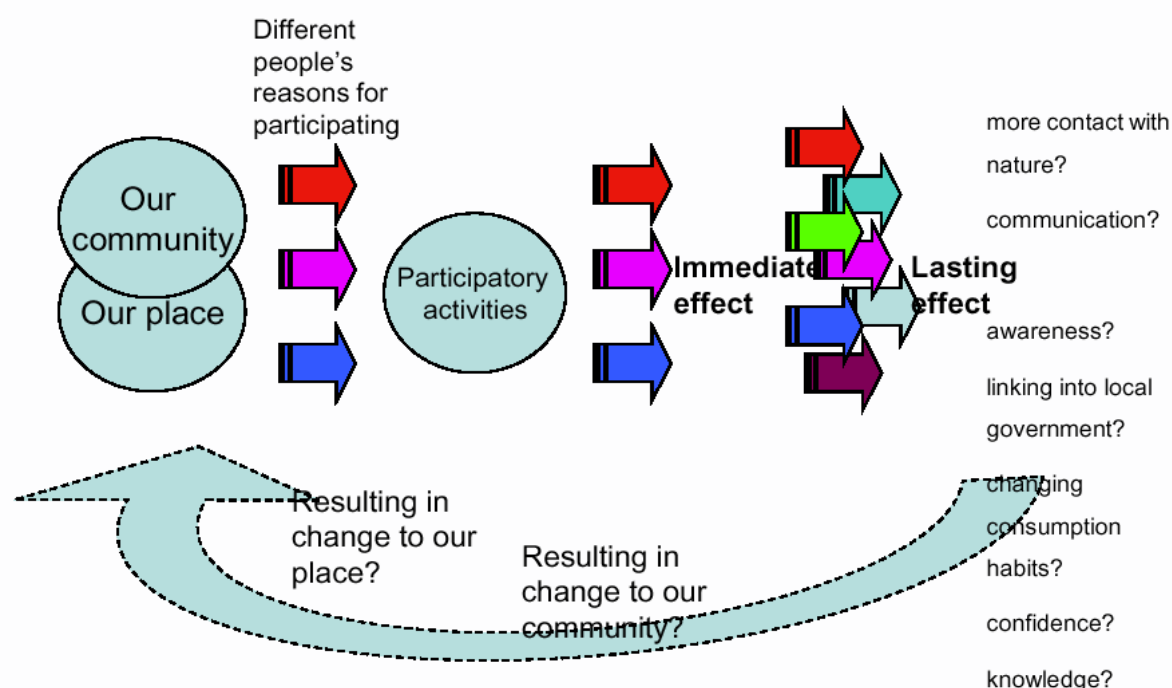 Different
people’s
reasons for
participating
Our
community
Our place
Participatory
activities
Immediate
effect
Lasting
effect
more contact with
nature?
communication?
awareness?
linking into local
government?
changing
consumption
habits?
confidence?
knowledge?
Resulting in
change to our
place?
Resulting in
change to our
community?